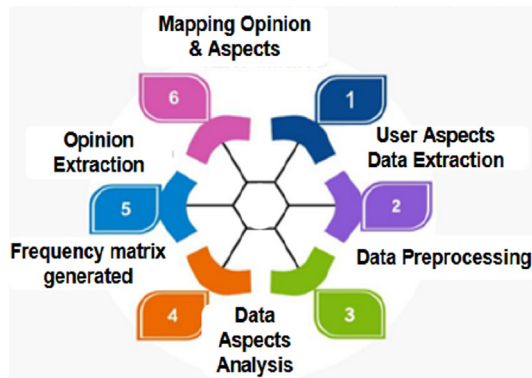 Mapping Opinion
& Aspects
6
1
Opinion
Extraction
User Aspects
Data Extraction
5
2
Frequency matrix
generated
Data Preprocessing
4
Data
Aspects
Analysis
3